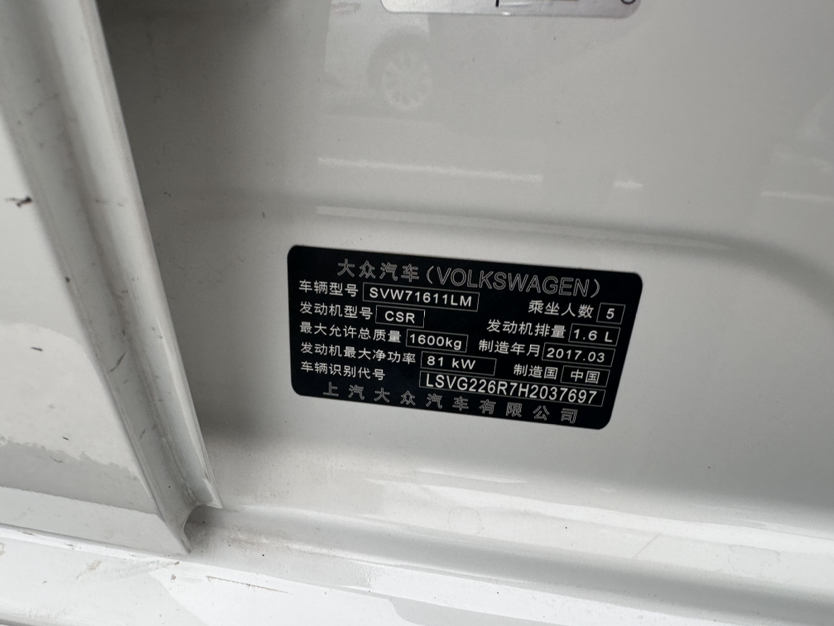 大众汽车（VOLKSWAGEN）
车辆型号 SVW71611LM 乘坐人数 5
发动机型号 CSR 发动机排量 1.6 L
最大允许总质量 1600kg 制造年月 2017.03
发动机最大净功率 81 kW 制造国 中国
车辆识别代号 LSVG226R7H2037697
上汽大众汽车有限公司